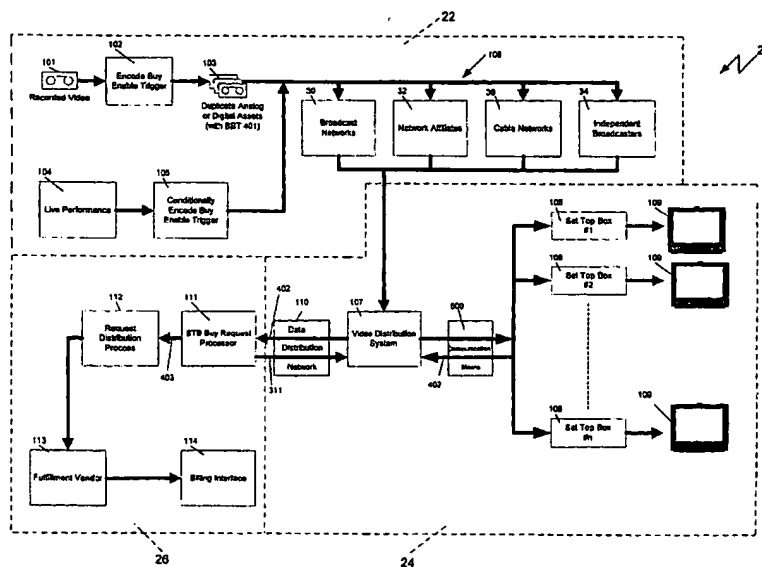 22
2
101
102
103
Recorded Video
Encode Buy
Enable Trigger
Duplicate Analog
or Digital Assets
(with BET 401)
106
30
Broadcast
Networks
32
Network Affiliates
36
Cable Networks
34
Independent
Broadcasters
104
Live Performance
105
Conditionally
Encode Buy
Enable Trigger
108
Set Top Box
#1
109
108
Set Top Box
#2
109
112
Request
Distribution
Process
403
111
STB Buy Request
Processor
402
110
Data
Distribution
Network
311
107
Video Distribution
System
600
Communication
Means
402
108
Set Top Box
#n
109
113
Fulfillment Vendor
114
Billing Interface
26
24